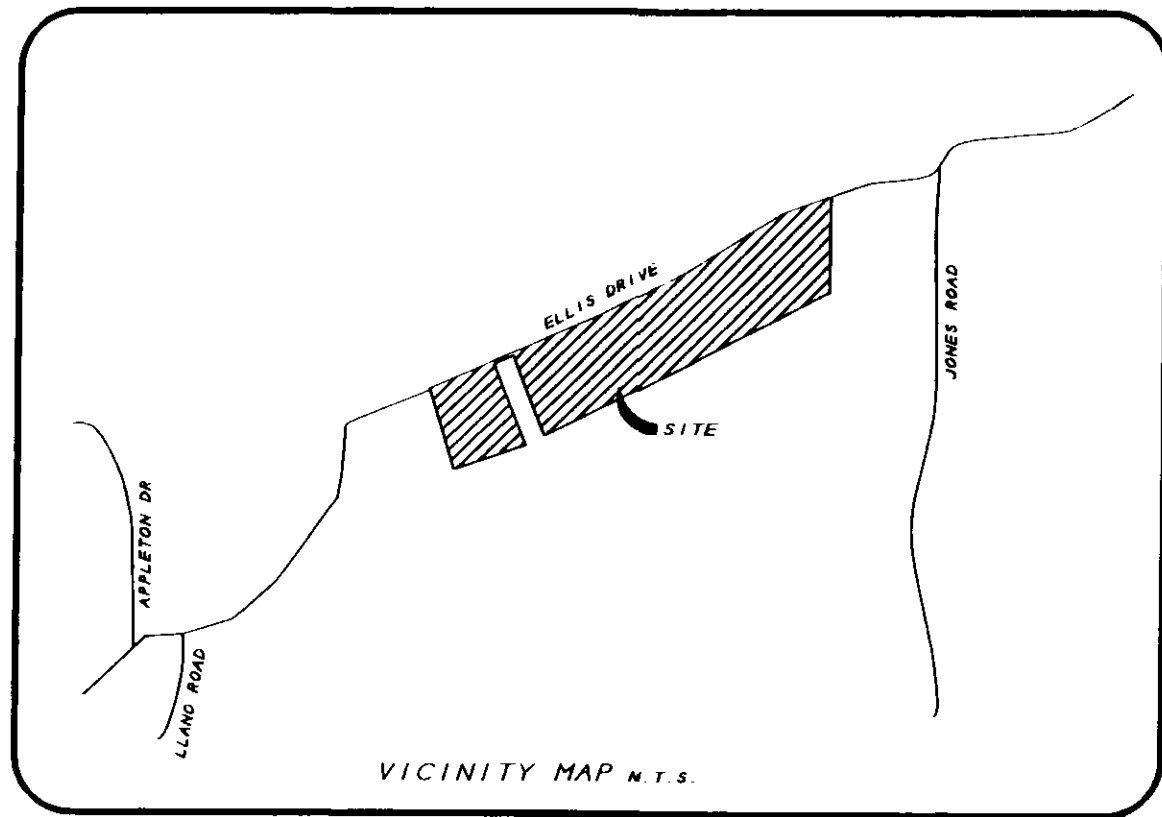 ELLIS DRIVE
JONES ROAD
SITE
APPLETON DR
LLANO ROAD
VICINITY MAP N.T.S.